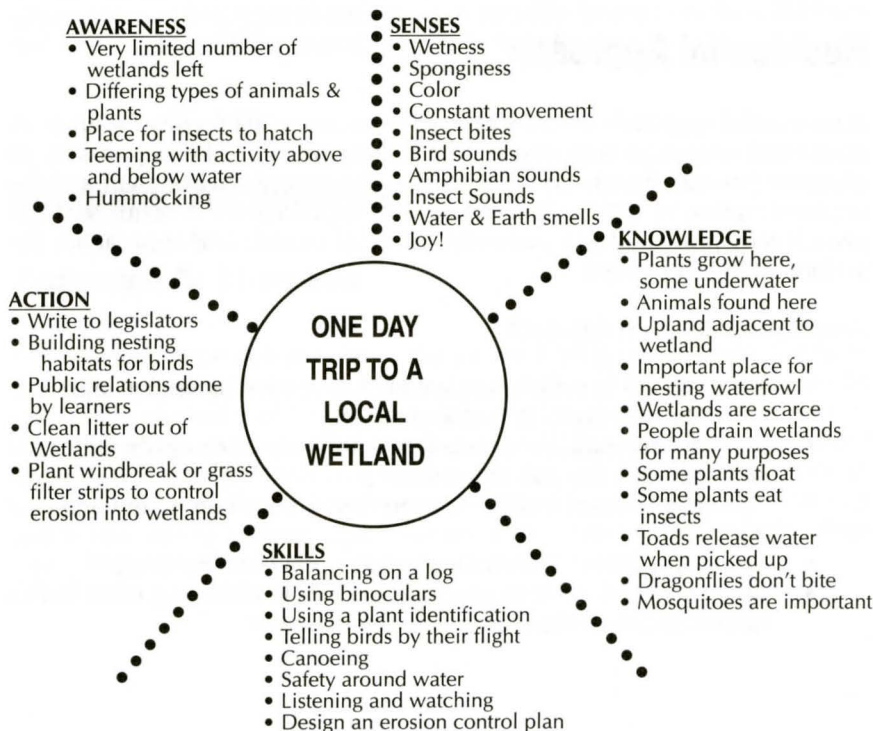 AWARENESS
• Very limited number of
wetlands left
• Differing types of animals &
plants
• Place for insects to hatch
• Teeming with activity above
and below water
• Hummocking
SENSES
• Wetness
• Sponginess
• Color
• Constant movement
• Insect bites
• Bird sounds
• Amphibian sounds
• Insect Sounds
• Water & Earth smells
• Joy!
KNOWLEDGE
• Plants grow here,
some underwater
• Animals found here
• Upland adjacent to
wetland
• Important place for
nesting waterfowl
• Wetlands are scarce
• People drain wetlands
for many purposes
• Some plants float
• Some plants eat
insects
• Toads release water
when picked up
• Dragonflies don't bite
• Mosquitoes are important
ACTION
• Write to legislators
• Building nesting
habitats for birds
• Public relations done
by learners
• Clean litter out of
Wetlands
• Plant windbreak or grass
filter strips to control
erosion into wetlands
ONE DAY
TRIP TO A
LOCAL
WETLAND
SKILLS
• Balancing on a log
• Using binoculars
• Using a plant identification
• Telling birds by their flight
• Canoeing
• Safety around water
• Listening and watching
• Design an erosion control plan